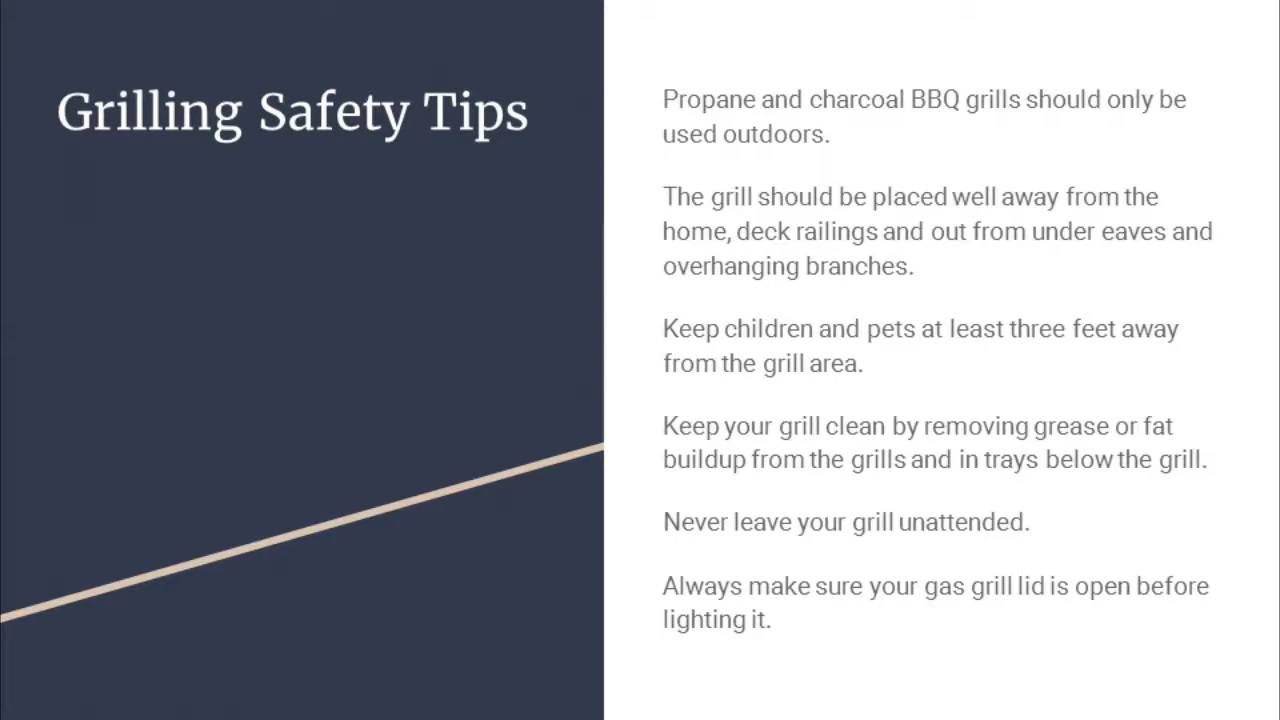 Grilling Safety Tips
Propane and charcoal BBQ grills should only be
used outdoors.
The grill should be placed well away from the
home, deck railings and out from under eaves and
overhanging branches.
Keep children and pets at least three feet away
from the grill area.
Keep your grill clean by removing grease or fat
buildup from the grills and in trays below the grill.
Never leave your grill unattended.
Always make sure your gas grill lid is open before
lighting it.